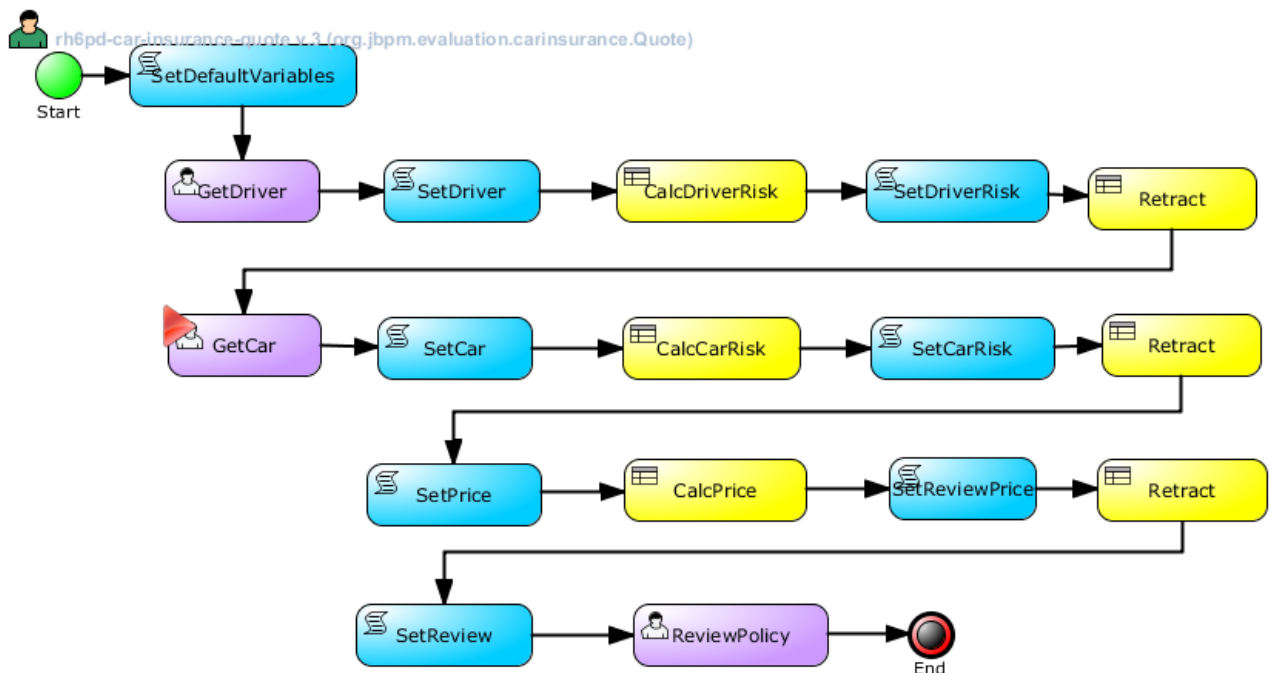 rh6pd-car-insurance-quote v.3 (org.jbpm.evaluation.carinsurance.Quote)
SetDefaultVariables
Start
GetDriver
SetDriver
CalcDriverRisk
SetDriverRisk
Retract
GetCar
SetCar
CalcCarRisk
SetCarRisk
Retract
SetPrice
CalcPrice
SetReviewPrice
Retract
SetReview
ReviewPolicy
End